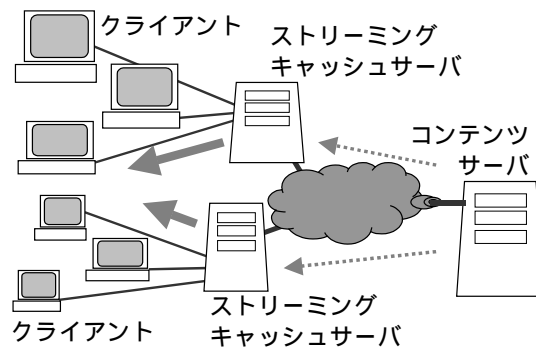 クライアント
ストリーミング
キャッシュサーバ
コンテンツ
サーバ
ストリーミング
キャッシュサーバ
クライアント